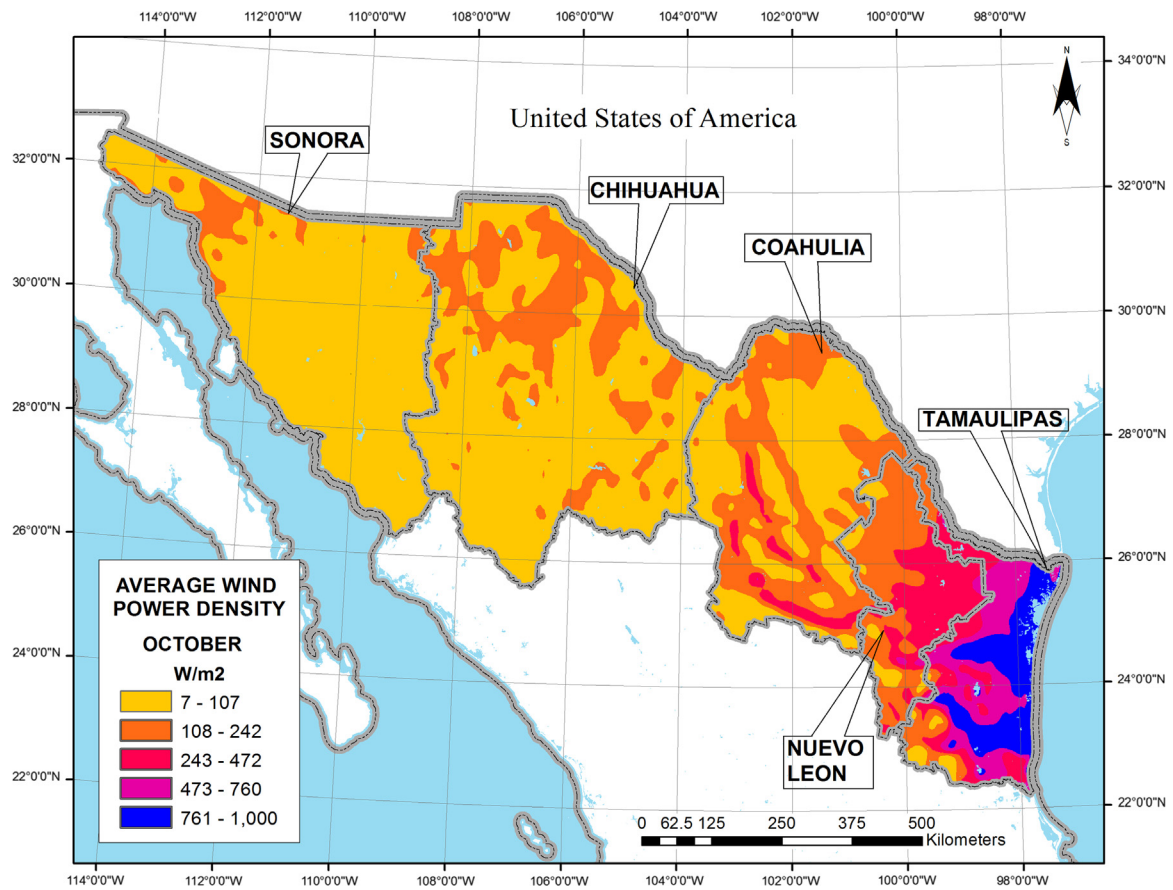 114°0'0"W
112°0'0"W
110°0'0"W
108°0'0"W
106°0'0"W
104°0'0"W
102°0'0"W
100°0'0"W
98°0'0"W
34°0'0"N
N
S
United States of America
SONORA
32°0'0"N
CHIHUAHUA
32°0'0"N
COAHULIA
30°0'0"N
30°0'0"N
28°0'0"N
TAMAULIPAS
28°0'0"N
26°0'0"N
26°0'0"N
AVERAGE WIND
POWER DENSITY
OCTOBER
W/m2
7 - 107
108 - 242
243 - 472
473 - 760
761 - 1,000
24°0'0"N
24°0'0"N
NUEVO
LEON
22°0'0"N
22°0'0"N
0 62.5 125 250 375 500
Kilometers
114°0'0"W
112°0'0"W
110°0'0"W
108°0'0"W
106°0'0"W
104°0'0"W
102°0'0"W
100°0'0"W
98°0'0"W